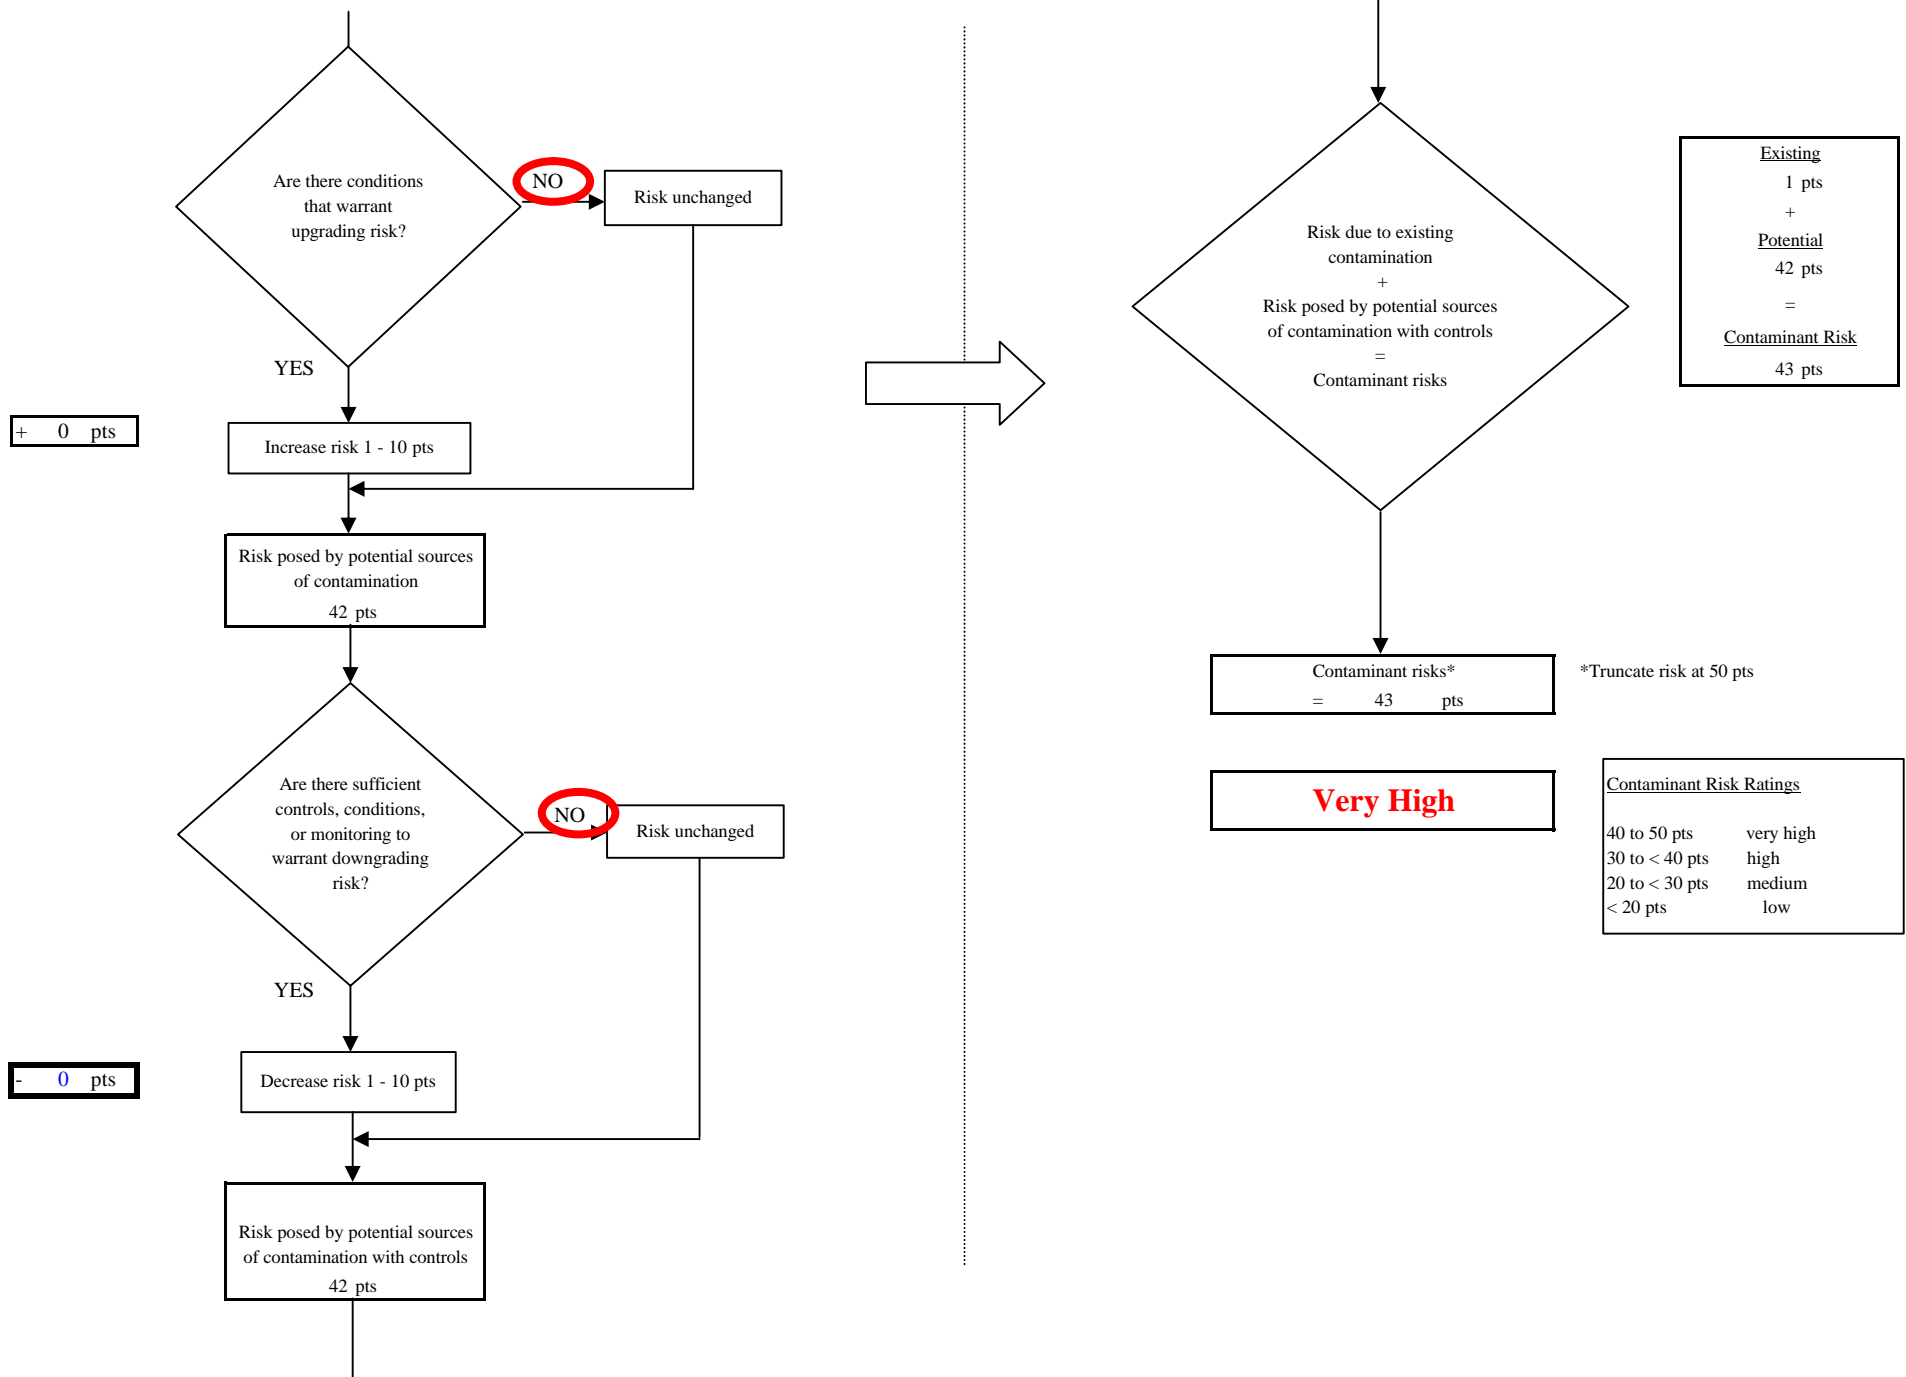 Are there conditions
that warrant
upgrading risk?
NO
Risk unchanged
YES
+ 0 pts
Increase risk 1 - 10 pts
Risk posed by potential sources
of contamination
42 pts
Are there sufficient
controls, conditions,
or monitoring to
warrant downgrading
risk?
NO
Risk unchanged
YES
- 0 pts
Decrease risk 1 - 10 pts
Risk posed by potential sources
of contamination with controls
42 pts
Risk due to existing
contamination
+
Risk posed by potential sources
of contamination with controls
=
Contaminant risks
Existing
1 pts
+
Potential
42 pts
=
Contaminant Risk
43 pts
Contaminant risks*
= 43 pts
*Truncate risk at 50 pts
Very High
Contaminant Risk Ratings
40 to 50 pts very high
30 to < 40 pts high
20 to < 30 pts medium
< 20 pts low